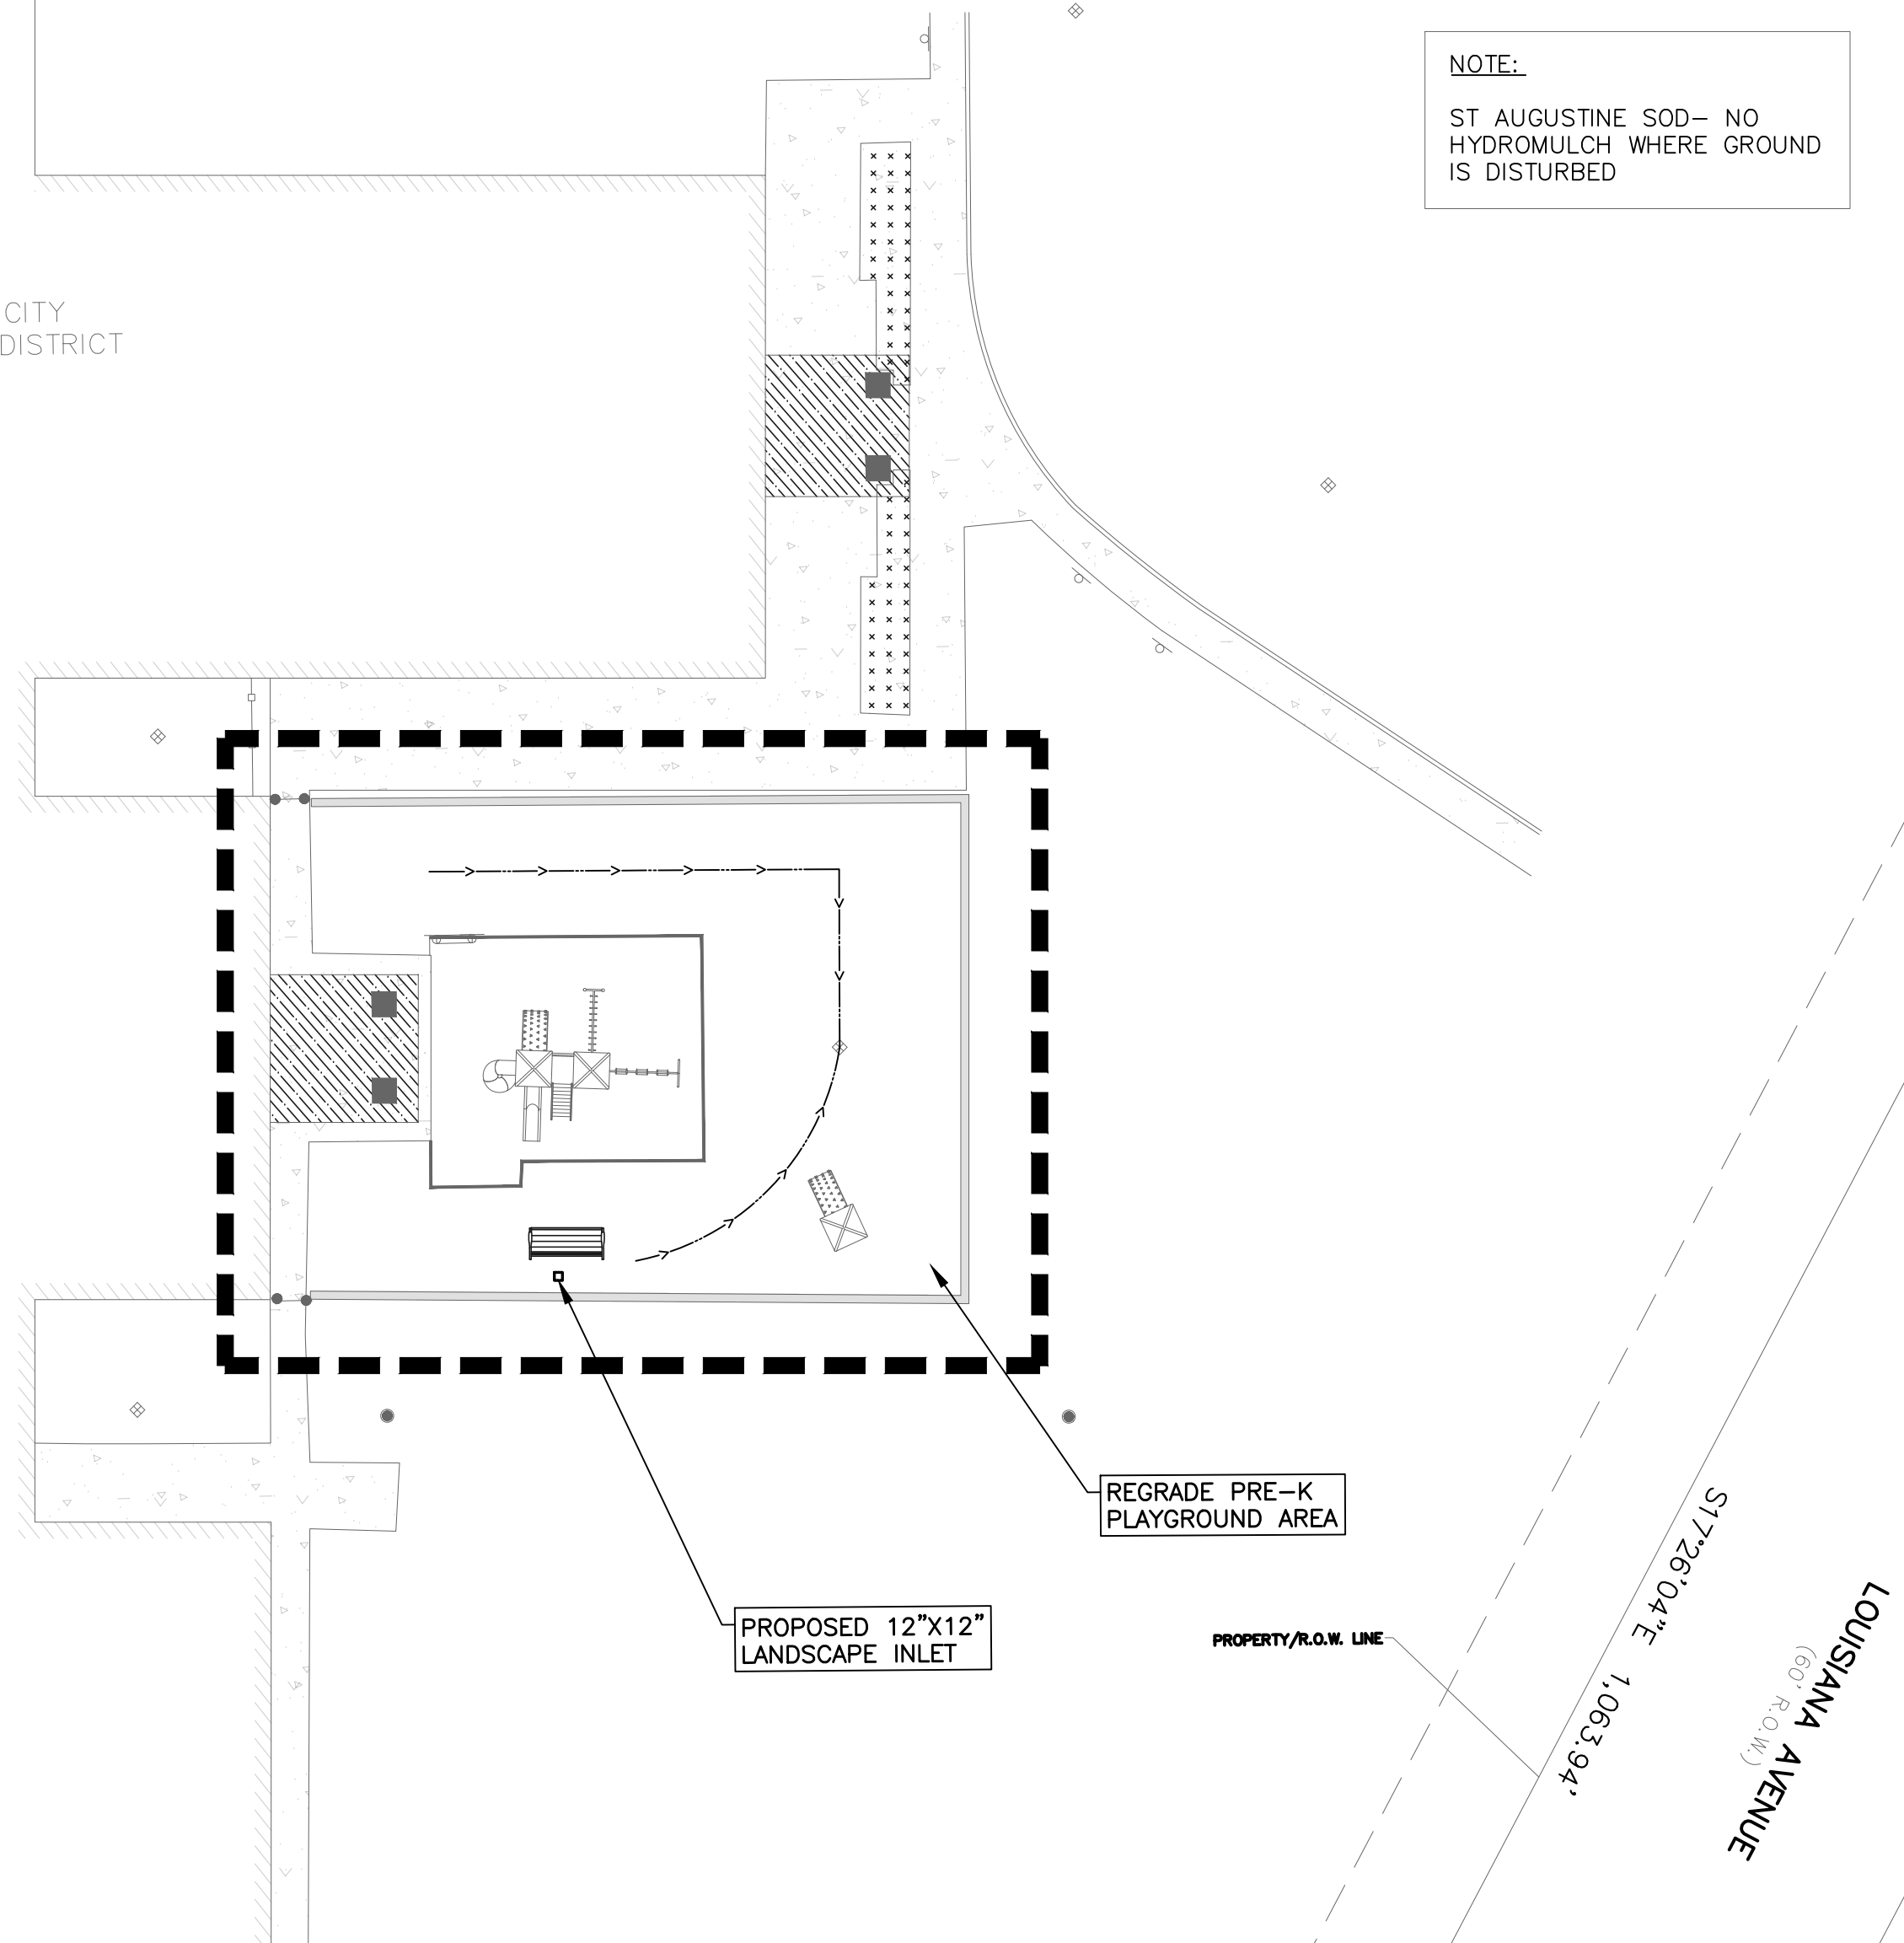 NOTE:
ST AUGUSTINE SOD- NO
HYDROMULCH WHERE GROUND
IS DISTURBED
CITY
DISTRICT
REGRADE PRE-K
PLAYGROUND AREA
PROPOSED 12"X12"
LANDSCAPE INLET
PROPERTY/R.O.W. LINE
S17°26'04"E 1,063.94'
LOUISIANA AVENUE
(60' R.O.W.)